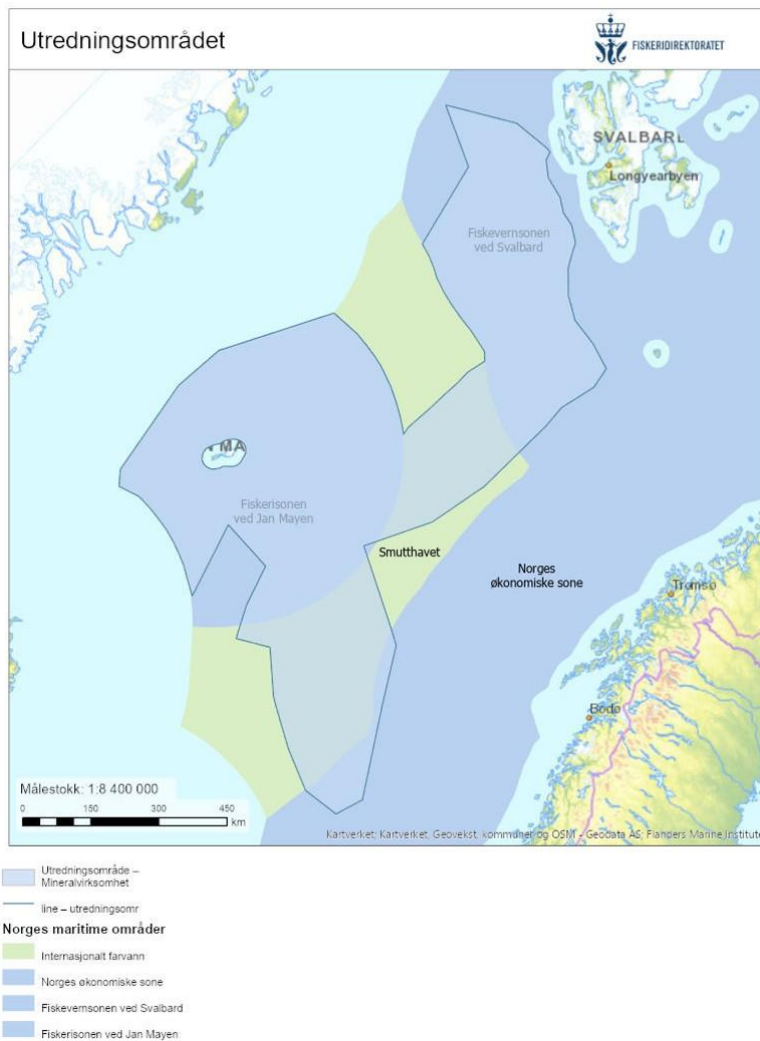 Utredningsområdet
FISKERIDIREKTORATET
SVALBARL
Longyearbyen
Fiskevernsonen
ved Svalbard
MA
Fiskerisonen
ved Jan Mayen
Smutthavet
Norges
økonomiske sone
Tromsø
Bodø
Målestokk: 1:8 400 000
0 150 300 450
km
Kartverket; Kartverket, Geovekst, kommuner og OSM - Geodata AS; Flanders Marine Institute
Utredningsområde –
Mineralvirksomhet
line – utredningsomr
Norges maritime områder
Internasjonalt farvann
Norges økonomiske sone
Fiskevernsonen ved Svalbard
Fiskerisonen ved Jan Mayen